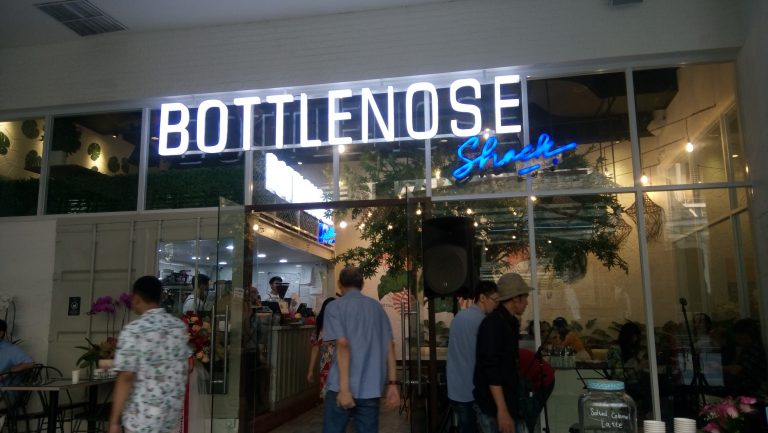 BOTTLENOSE
Shack
Salted Caramel
Latte